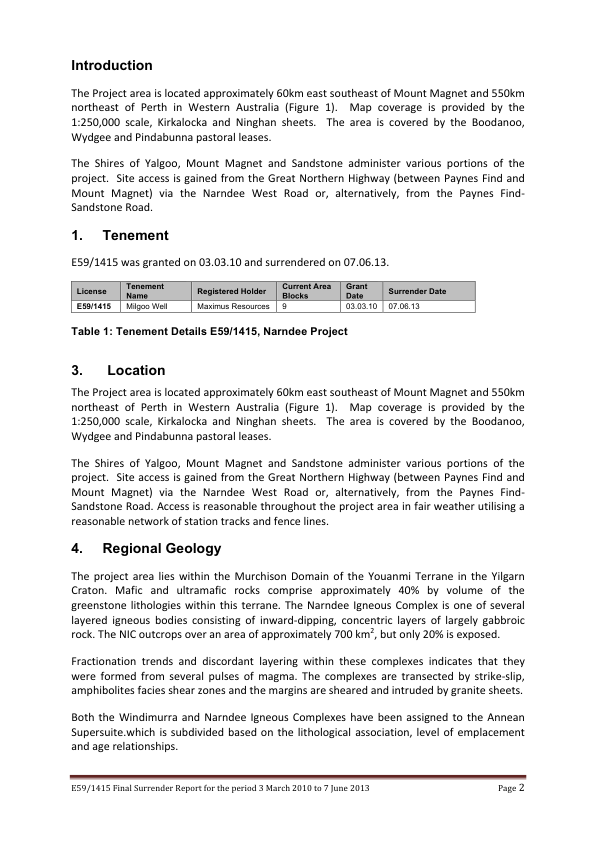 Introduction
The Project area is located approximately 60km east southeast of Mount Magnet and 550km
northeast of Perth in Western Australia (Figure 1).  Map coverage is provided by the
1:250,000 scale, Kirkalocka and Ninghan sheets.  The area is covered by the Boodanoo,
Wydgee and Pindabunna pastoral leases.
The Shires of Yalgoo, Mount Magnet and Sandstone administer various portions of the
project.  Site access is gained from the Great Northern Highway (between Paynes Find and
Mount Magnet) via the Narndee West Road or, alternatively, from the Paynes Find-
Sandstone Road.
1. Tenement
E59/1415 was granted on 03.03.10 and surrendered on 07.06.13.
License Tenement Name Registered Holder Current Area Blocks Grant Date Surrender Date
E59/1415 Milgoo Well Maximus Resources 9 03.03.10 07.06.13
Table 1: Tenement Details E59/1415, Narndee Project
3. Location
The Project area is located approximately 60km east southeast of Mount Magnet and 550km
northeast of Perth in Western Australia (Figure 1).  Map coverage is provided by the
1:250,000 scale, Kirkalocka and Ninghan sheets.  The area is covered by the Boodanoo,
Wydgee and Pindabunna pastoral leases.
The Shires of Yalgoo, Mount Magnet and Sandstone administer various portions of the
project.  Site access is gained from the Great Northern Highway (between Paynes Find and
Mount Magnet) via the Narndee West Road or, alternatively, from the Paynes Find-
Sandstone Road. Access is reasonable throughout the project area in fair weather utilising a
reasonable network of station tracks and fence lines.
4. Regional Geology
The project area lies within the Murchison Domain of the Youanmi Terrane in the Yilgarn
Craton. Mafic and ultramafic rocks comprise approximately 40% by volume of the
greenstone lithologies within this terrane. The Narndee Igneous Complex is one of several
layered igneous bodies consisting of inward-dipping, concentric layers of largely gabbroic
rock. The NIC outcrops over an area of approximately 700 km², but only 20% is exposed.
Fractionation trends and discordant layering within these complexes indicates that they
were formed from several pulses of magma. The complexes are transected by strike-slip,
amphibolites facies shear zones and the margins are sheared and intruded by granite sheets.
Both the Windimurra and Narndee Igneous Complexes have been assigned to the Annean
Supersuite.which is subdivided based on the lithological association, level of emplacement
and age relationships.
E59/1415 Final Surrender Report for the period 3 March 2010 to 7 June 2013 Page 2